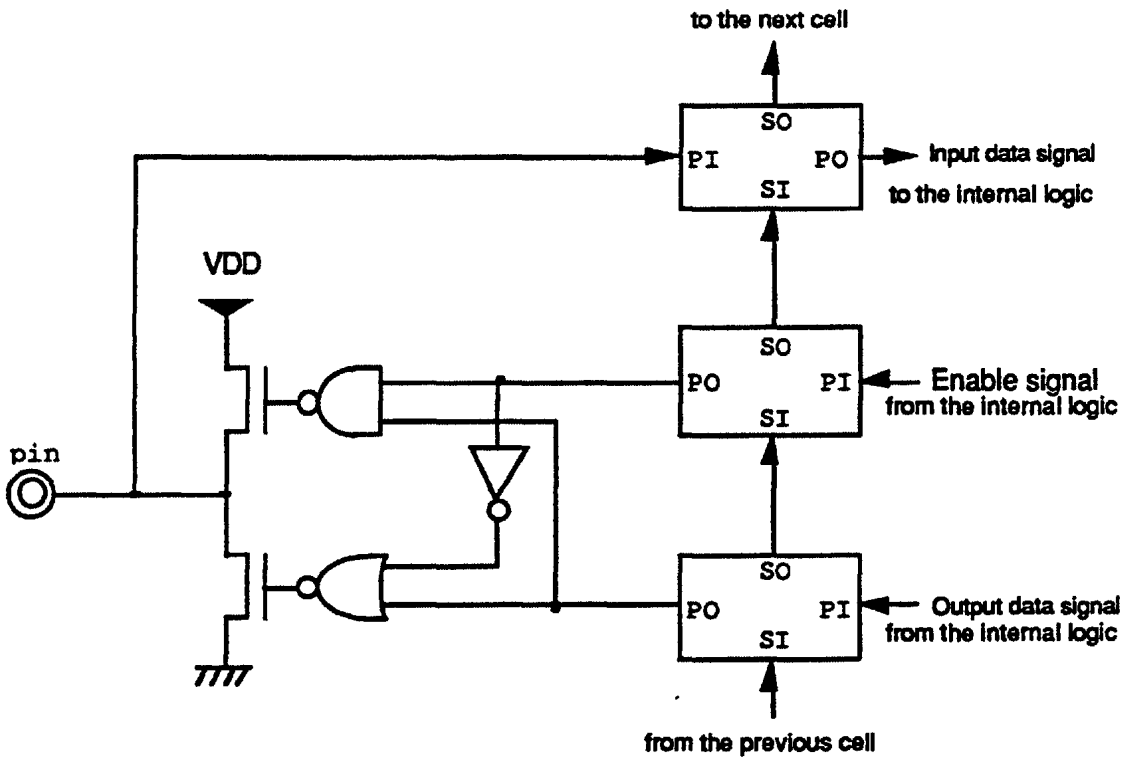 to the next cell
SO
PI PO
SI
Input data signal
to the internal logic
VDD
SO
PO PI
SI
Enable signal
from the internal logic
pin
SO
PO PI
SI
Output data signal
from the internal logic
from the previous cell